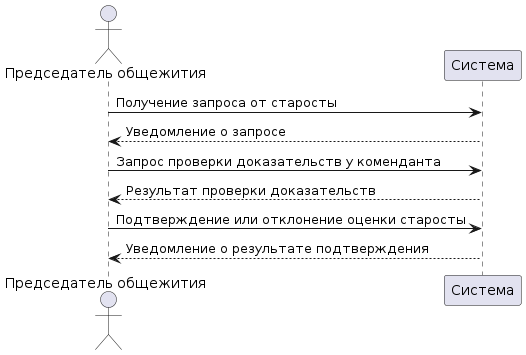 Председатель общежития
Система
Получение запроса от старосты
Уведомление о запросе
Запрос проверки доказательств у коменданта
Результат проверки доказательств
Подтверждение или отклонение оценки старосты
Уведомление о результате подтверждения
Председатель общежития
Система